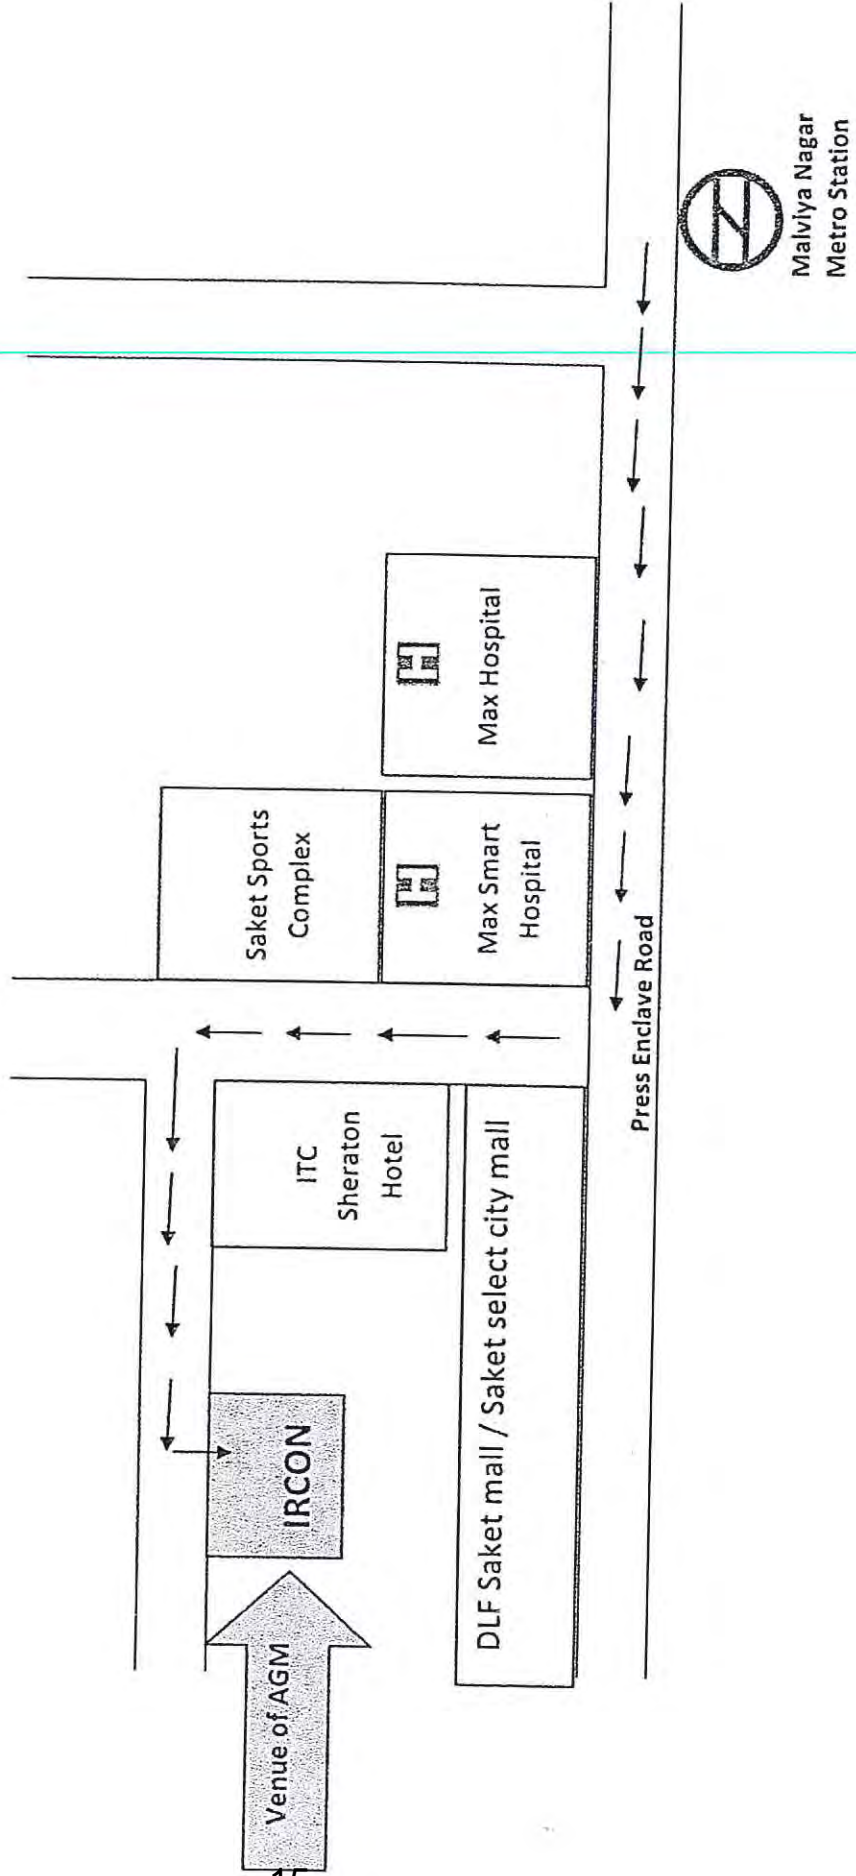 Venue of AGM
IRCON
ITC
Sheraton
Hotel
Saket Sports
Complex
H
Max Smart
Hospital
H
Max Hospital
DLF Saket mall / Saket select city mall
Press Enclave Road
Malviya Nagar
Metro Station